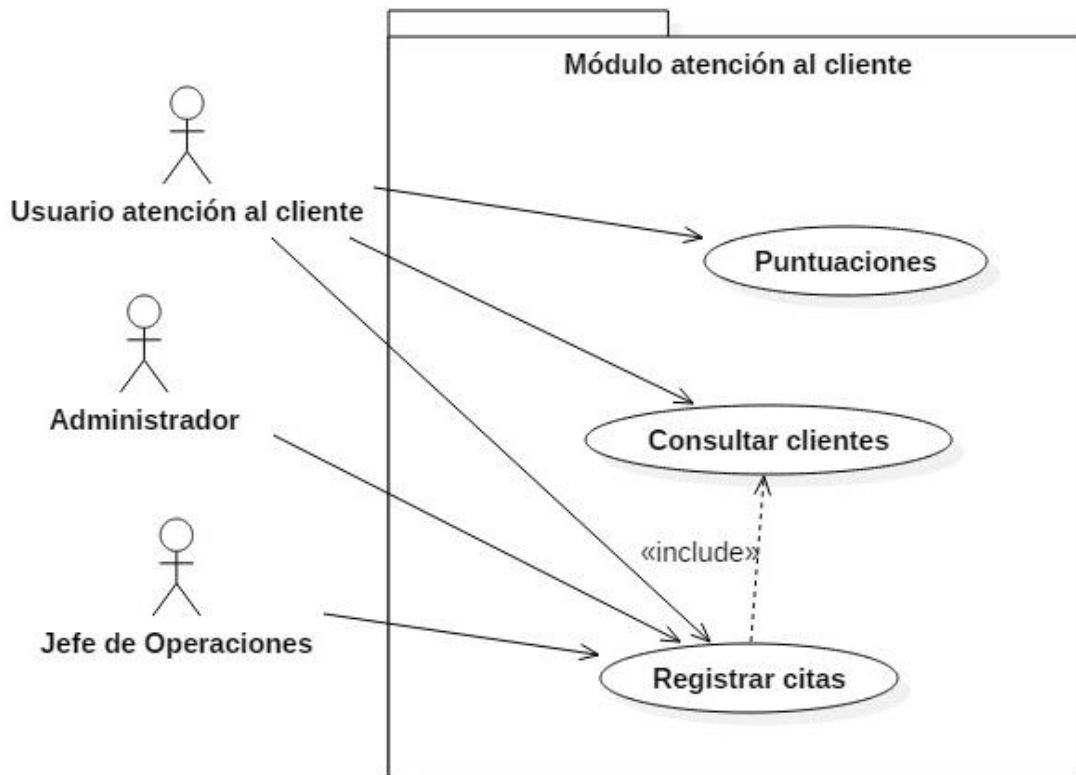 Módulo atención al cliente
Usuario atención al cliente
Puntuaciones
Administrador
Consultar clientes
«include»
Jefe de Operaciones
Registrar citas